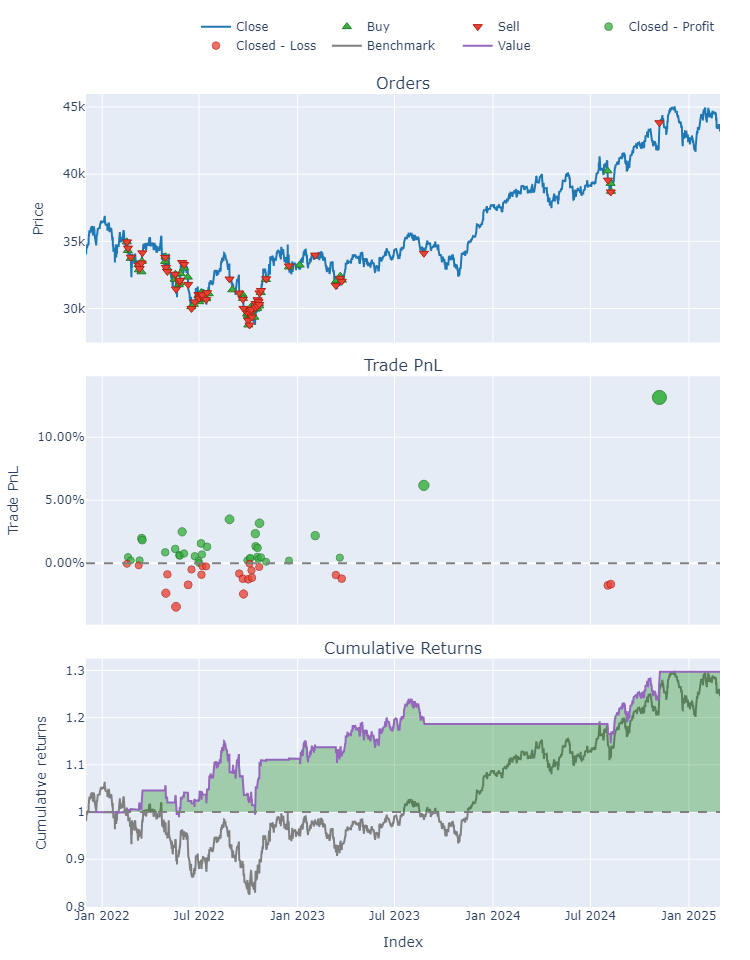 Close Buy Sell Closed - Profit
Closed - Loss Benchmark Value
Orders
45k
40k
35k
30k
Price
Trade PnL
10.00%
5.00%
0.00%
Trade PnL
Cumulative Returns
1.3
1.2
1.1
1
0.9
0.8
Cumulative returns
Jan 2022 Jul 2022 Jan 2023 Jul 2023 Jan 2024 Jul 2024 Jan 2025
Index